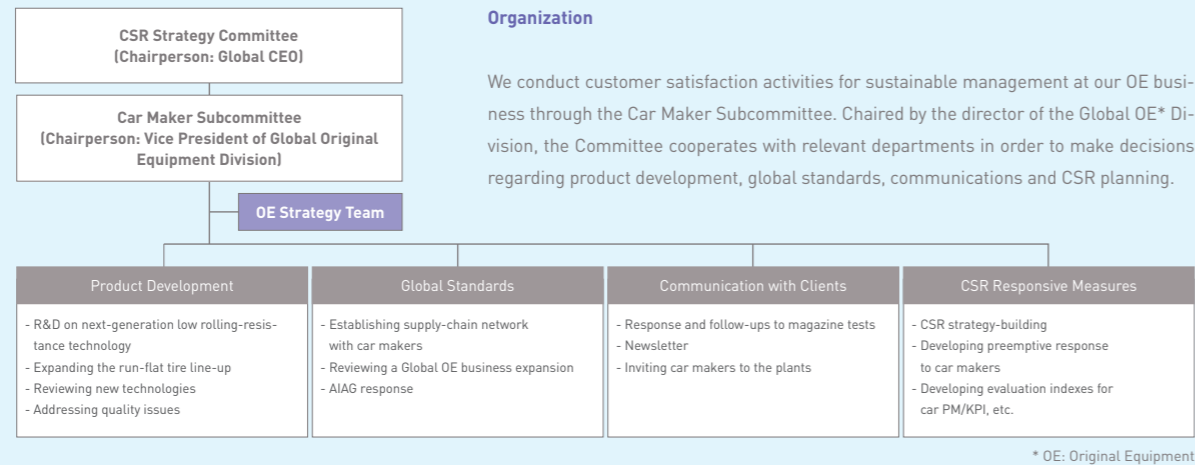 CSR Strategy Committee
(Chairperson: Global CEO)
Car Maker Subcommittee
(Chairperson: Vice President of Global Original
Equipment Division)
OE Strategy Team
Organization
We conduct customer satisfaction activities for sustainable management at our OE busi-
ness through the Car Maker Subcommittee. Chaired by the director of the Global OE* Di-
vision, the Committee cooperates with relevant departments in order to make decisions
regarding product development, global standards, communications and CSR planning.
Product Development
- R&D on next-generation low rolling-resis-
tance technology
- Expanding the run-flat tire line-up
- Reviewing new technologies
- Addressing quality issues
Global Standards
- Establishing supply-chain network
with car makers
- Reviewing a Global OE business expansion
- AIAG response
Communication with Clients
- Response and follow-ups to magazine tests
- Newsletter
- Inviting car makers to the plants
CSR Responsive Measures
- CSR strategy-building
- Developing preemptive response
to car makers
- Developing evaluation indexes for
car PM/KPI, etc.
* OE: Original Equipment